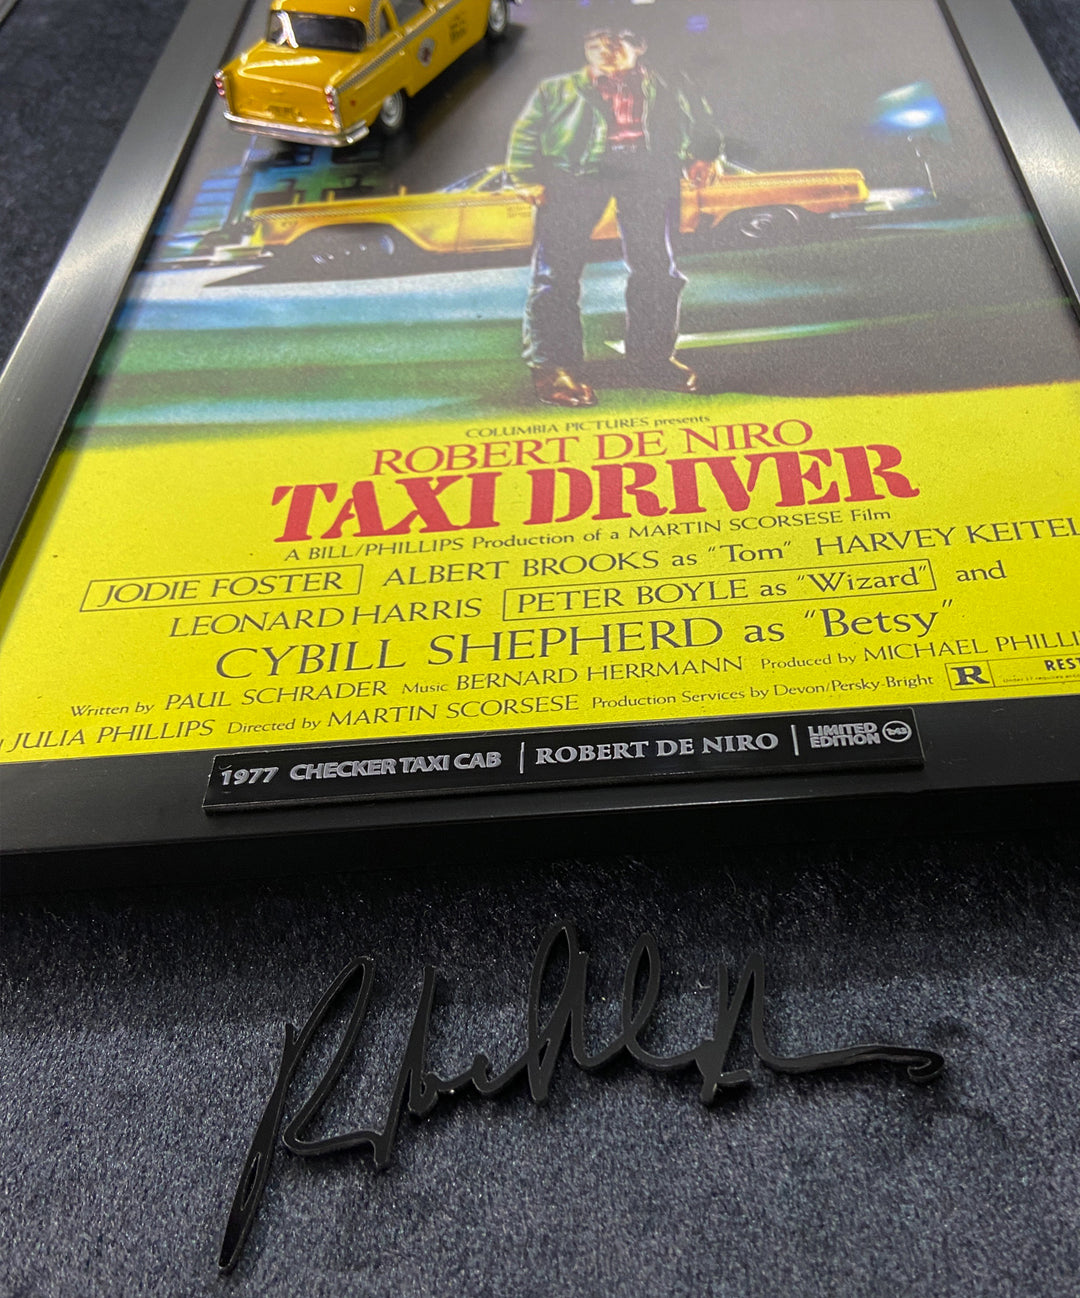 COLUMBIA PICTURES presents
ROBERT DE NIRO
TAXI DRIVER
A BILL/PHILLIPS Production of a MARTIN SCORSESE Film
JODIE FOSTER ALBERT BROOKS as "Tom" HARVEY KEITEL
LEONARD HARRIS PETER BOYLE as "Wizard" and
CYBILL SHEPHERD as "Betsy"
Written by PAUL SCHRADER Music BERNARD HERRMANN Produced by MICHAEL PHILLI
JULIA PHILLIPS Directed by MARTIN SCORSESE Production Services by Devon/Persky-Bright
R REST
1977 CHECKER TAXI CAB | ROBERT DE NIRO | LIMITED EDITION